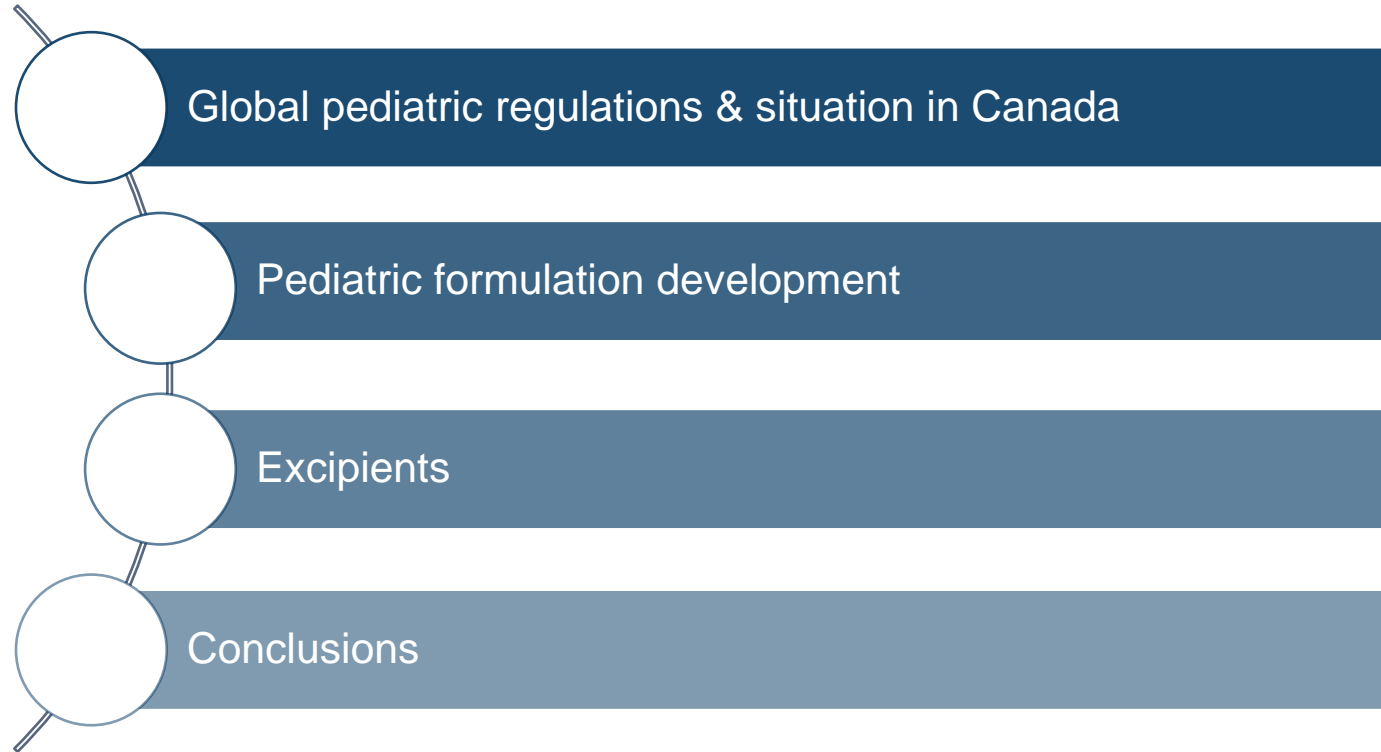 Global pediatric regulations & situation in Canada
Pediatric formulation development
Excipients
Conclusions